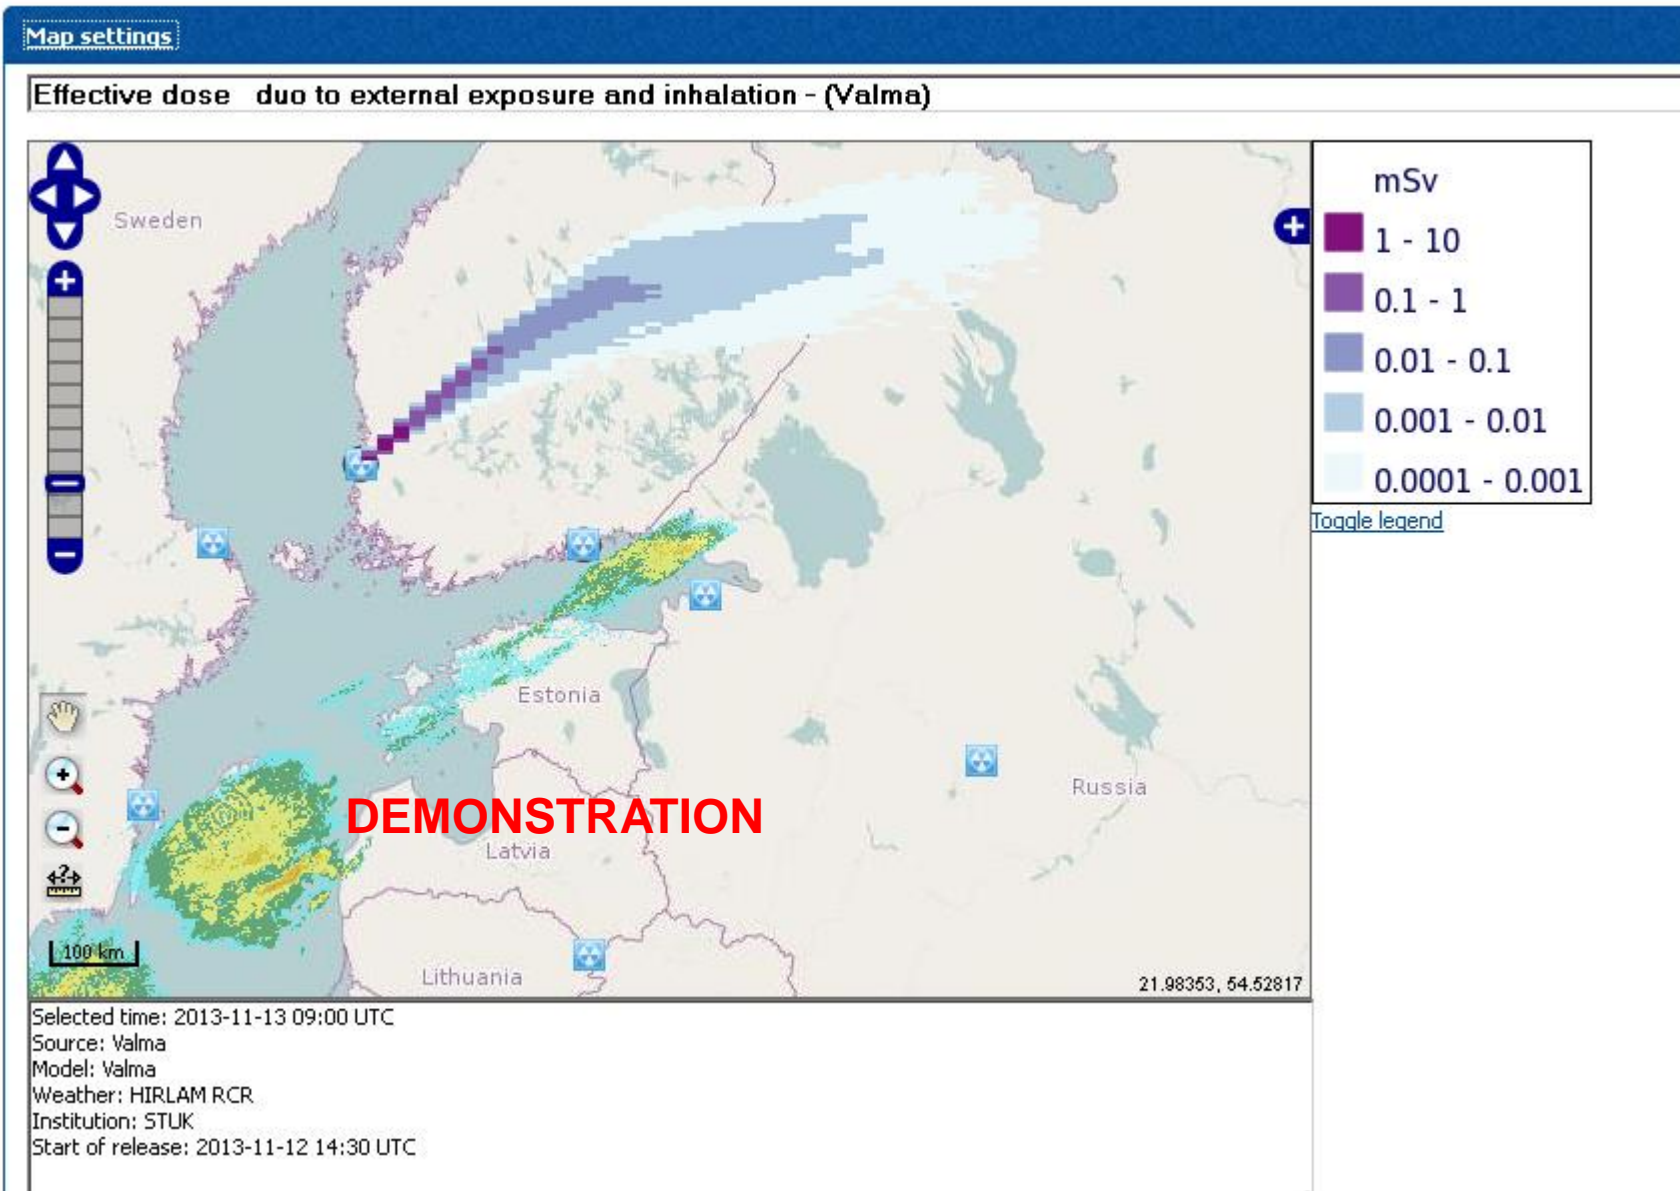 Map settings
Effective dose duo to external exposure and inhalation - (Valma)
Sweden
mSv
1 - 10
0.1 - 1
0.01 - 0.1
0.001 - 0.01
0.0001 - 0.001
Toggle legend
Estonia
Russia
DEMONSTRATION
Latvia
100 km
Lithuania
21.98353, 54.52817
Selected time: 2013-11-13 09:00 UTC
Source: Valma
Model: Valma
Weather: HIRLAM RCR
Institution: STUK
Start of release: 2013-11-12 14:30 UTC